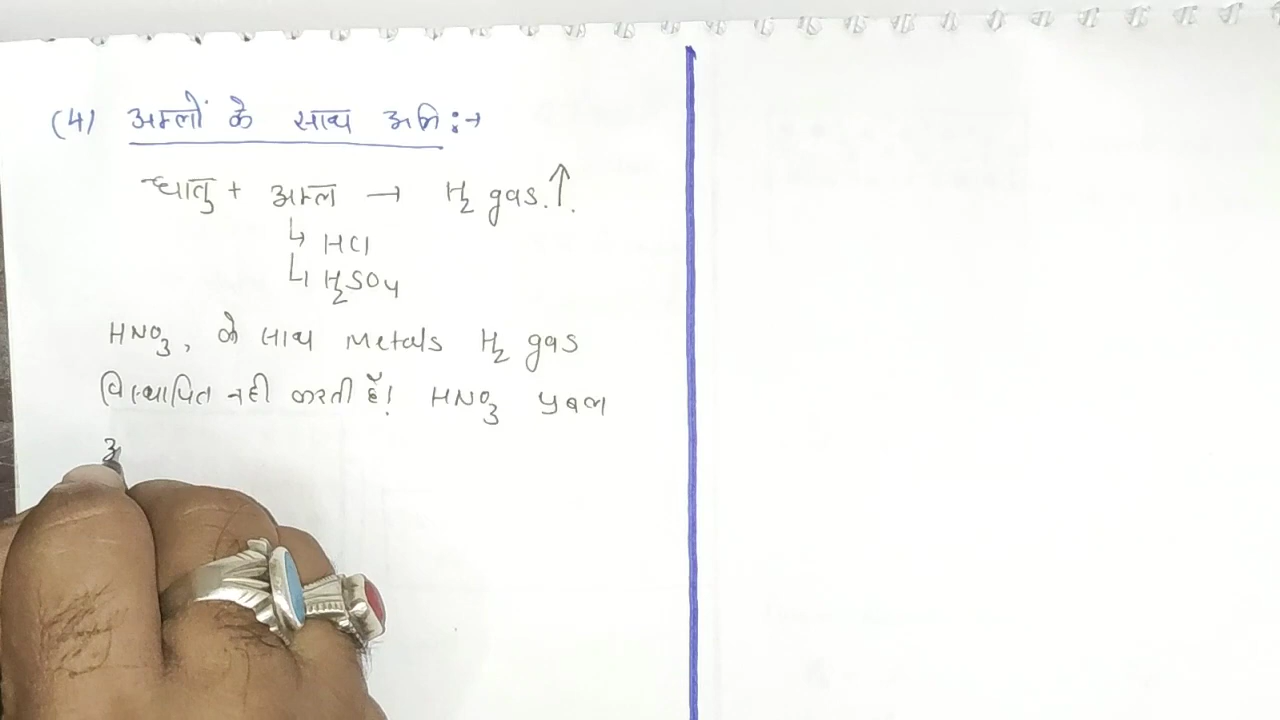 (4) अम्लों के साथ अभि :→
धातु + अम्ल → H2 gas.↑.
↳ HCl
↳ H2SO4
HNO3, के साथ Metals H2 gas
विस्थापित नही करती हैं। HNO3 प्रबल